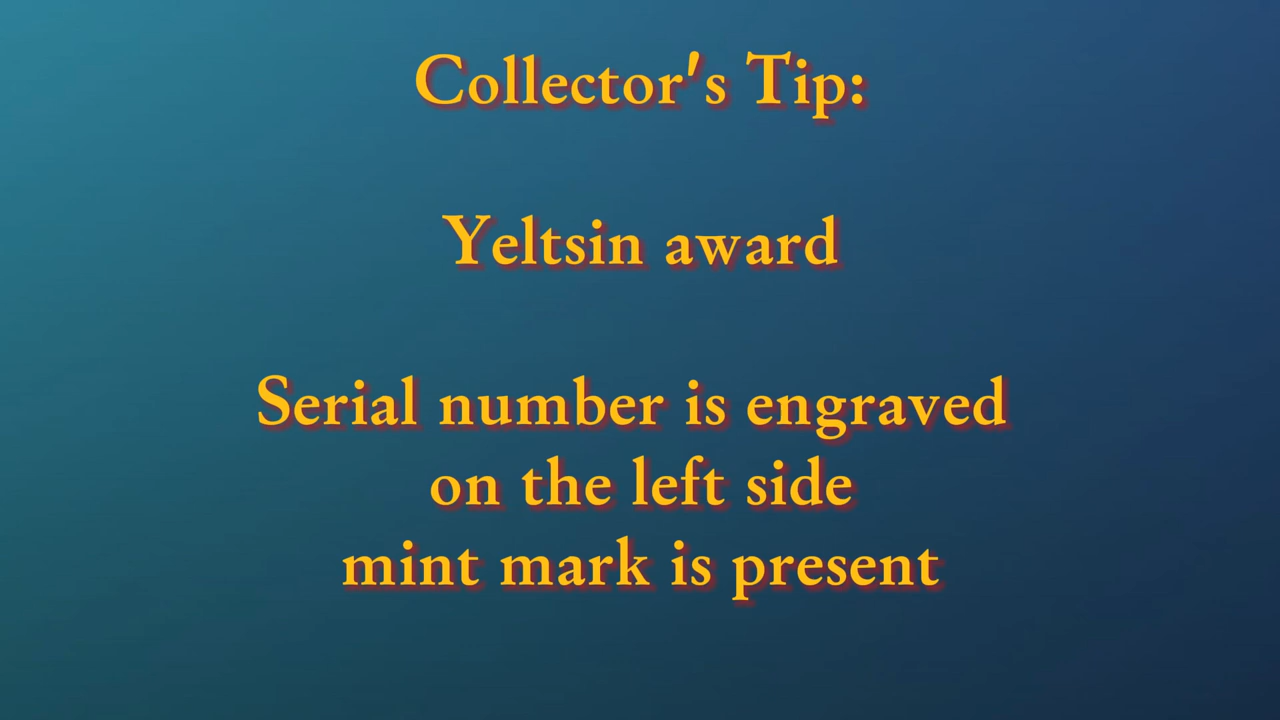 Collector's Tip:
Yeltsin award
Serial number is engraved
on the left side
mint mark is present